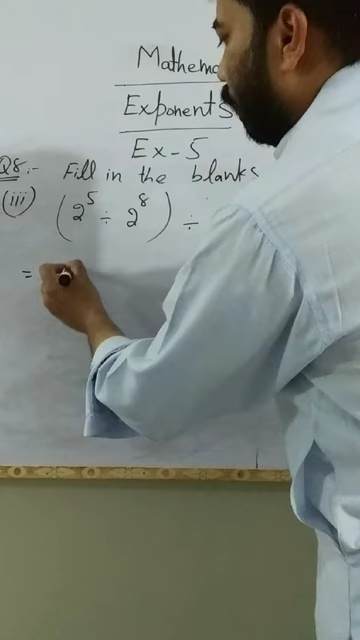 Mathema
Exponents
Ex-5
Q8:- Fill in the blanks
(iii) (2⁵ ÷ 2⁸) ÷
=